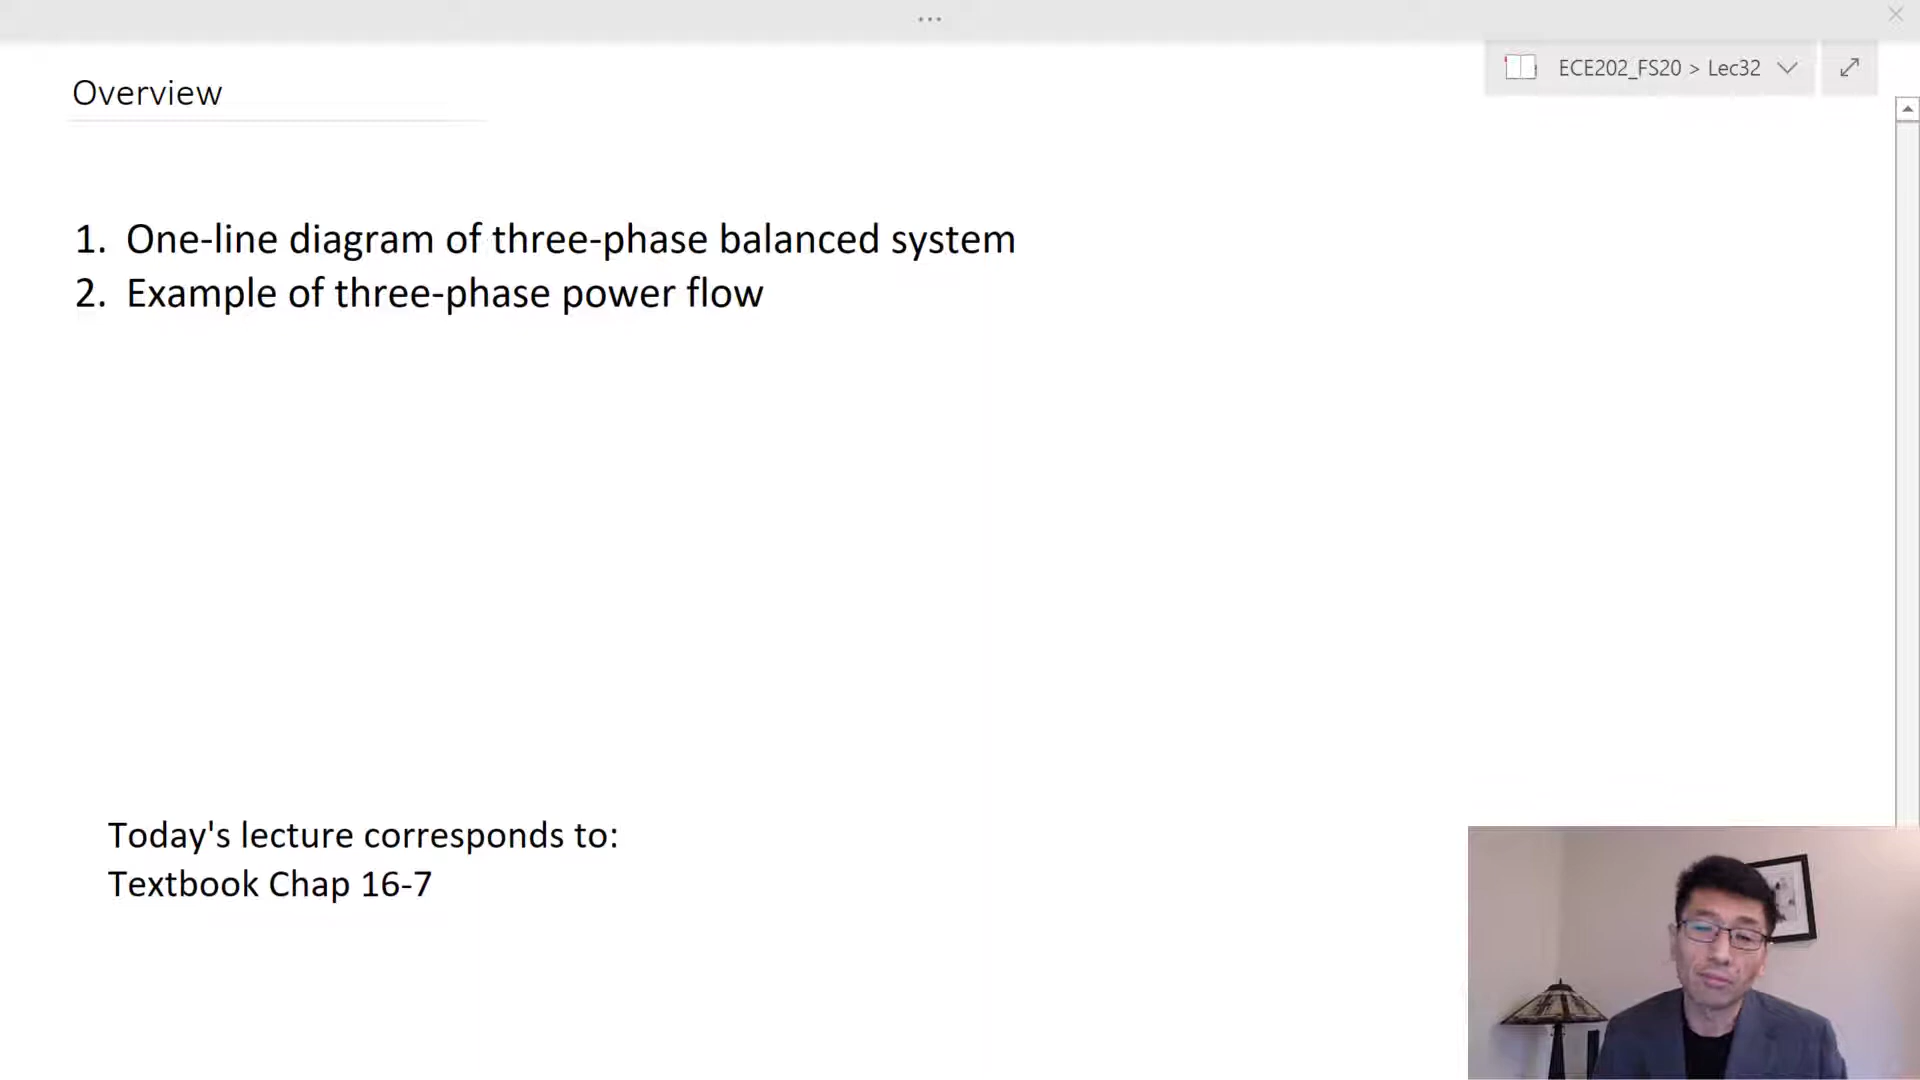 ECE202_FS20 > Lec32
Overview
1. One-line diagram of three-phase balanced system
2. Example of three-phase power flow
Today's lecture corresponds to:
Textbook Chap 16-7